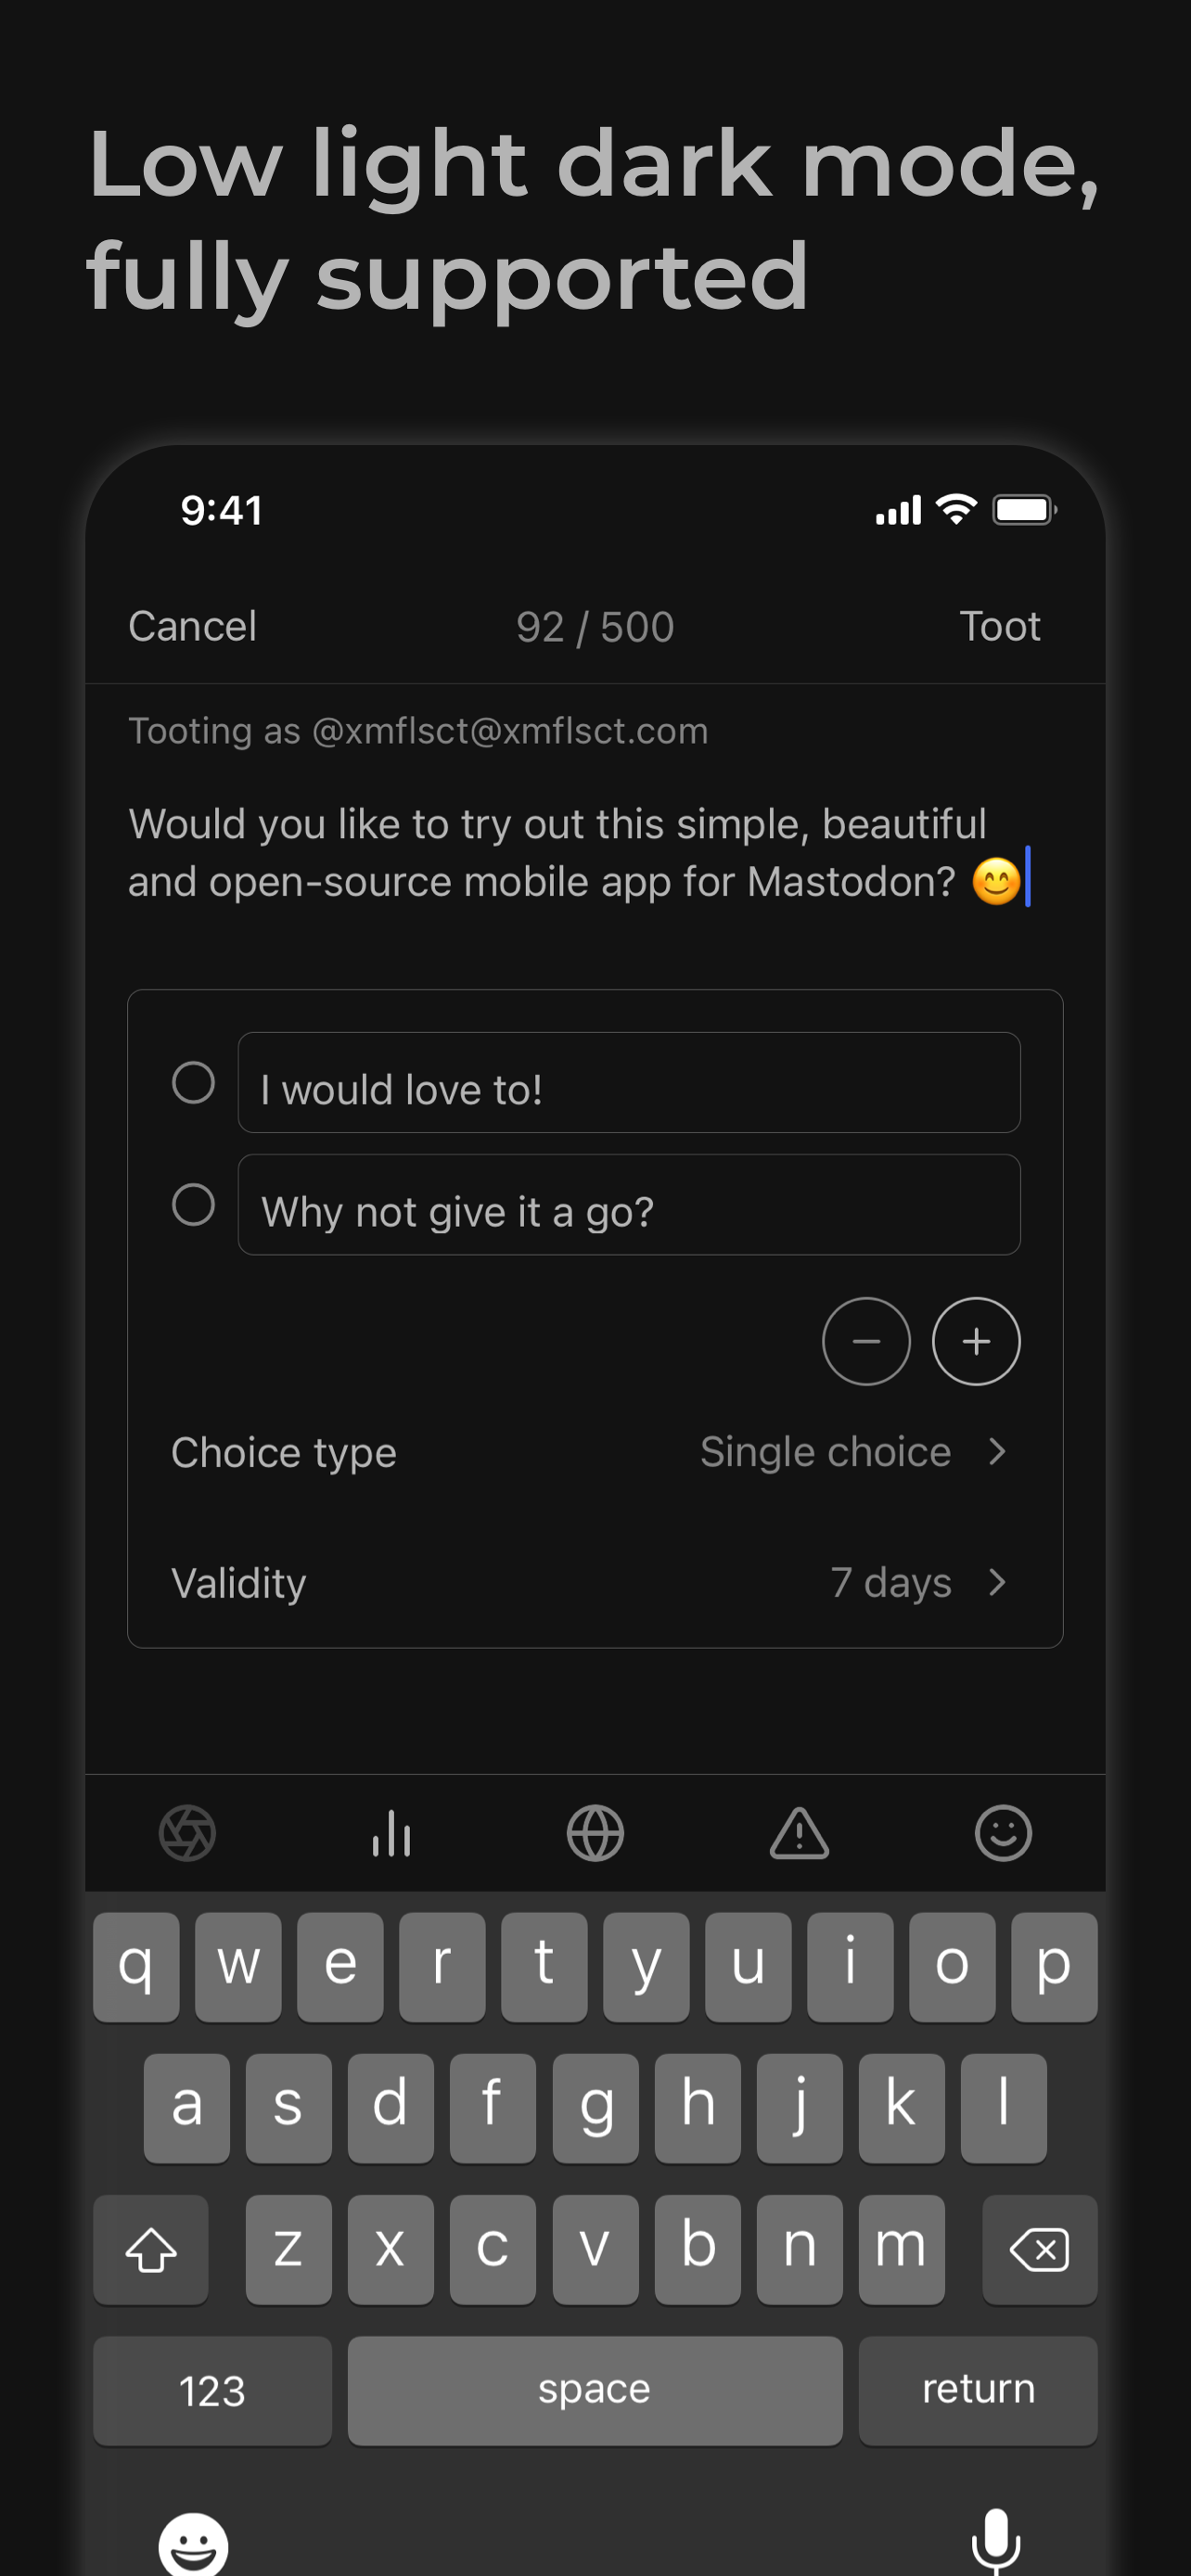 Low light dark mode,
fully supported
9:41
Cancel 92 / 500 Toot
Tooting as @xmflsct@xmflsct.com
Would you like to try out this simple, beautiful
and open-source mobile app for Mastodon? 😊
I would love to!
Why not give it a go?
Choice type Single choice
Validity 7 days
q w e r t y u i o p
a s d f g h j k l
z x c v b n m
123 space return